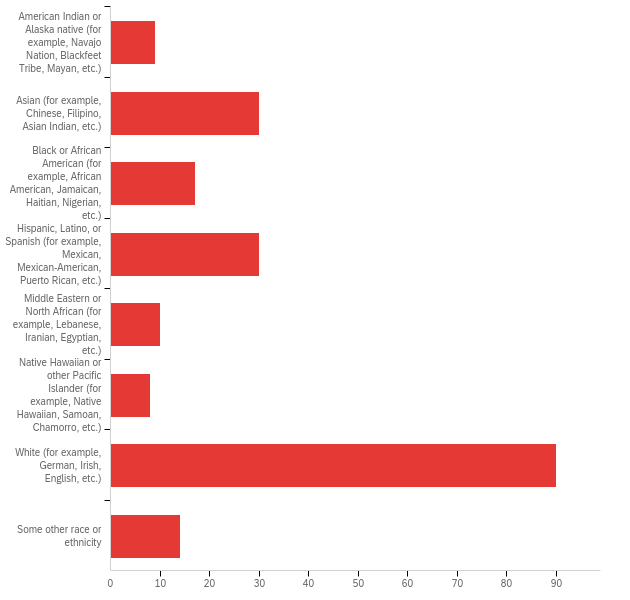 American Indian or
Alaska native (for
example, Navajo
Nation, Blackfeet
Tribe, Mayan, etc.)
Asian (for example,
Chinese, Filipino,
Asian Indian, etc.)
Black or African
American (for
example, African
American, Jamaican,
Haitian, Nigerian,
etc.)
Hispanic, Latino, or
Spanish (for example,
Mexican,
Mexican-American,
Puerto Rican, etc.)
Middle Eastern or
North African (for
example, Lebanese,
Iranian, Egyptian,
etc.)
Native Hawaiian or
other Pacific
Islander (for
example, Native
Hawaiian, Samoan,
Chamorro, etc.)
White (for example,
German, Irish,
English, etc.)
Some other race or
ethnicity
0 10 20 30 40 50 60 70 80 90